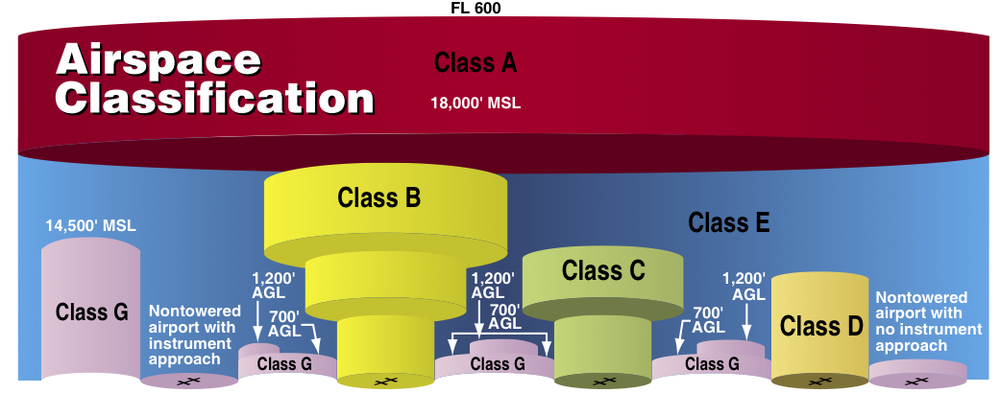 FL 600
Airspace
Classification
Class A
18,000' MSL
Class B
14,500' MSL
Class E
Class C
Class G
1,200'
AGL
700'
AGL
Nontowered
airport with
instrument
approach
Class G
1,200'
AGL
700'
AGL
Class G
1,200'
AGL
700'
AGL
Class G
Class D
Nontowered
airport with
no instrument
approach